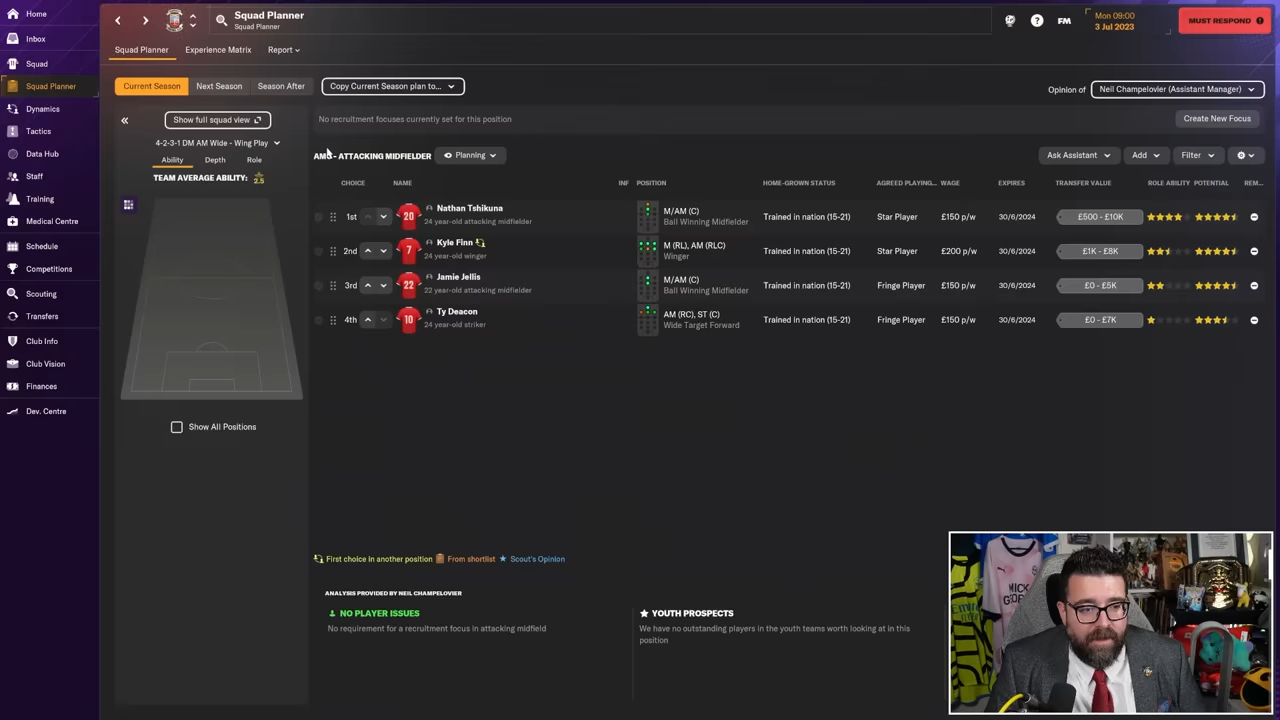 Home
Inbox
Squad
Squad Planner
Dynamics
Tactics
Data Hub
Staff
Training
Medical Centre
Schedule
Competitions
Scouting
Transfers
Club Info
Club Vision
Finances
Dev. Centre
Squad Planner
Squad Planner
FM
Mon 09:00
3 Jul 2023
MUST RESPOND
Squad Planner Experience Matrix Report
Current Season Next Season Season After Copy Current Season plan to...
Opinion of Neil Champelovier (Assistant Manager)
Show full squad view
4-2-3-1 DM AM Wide - Wing Play
Ability Depth Role
TEAM AVERAGE ABILITY: 2.5
Show All Positions
No recruitment focuses currently set for this position
Create New Focus
- ATTACKING MIDFIELDER Planning
Ask Assistant Add Filter
CHOICE NAME INF POSITION HOME-GROWN STATUS AGREED PLAYING... WAGE EXPIRES TRANSFER VALUE ROLE ABILITY POTENTIAL REM...
1st 20 Nathan Tshikuna M/AM (C) Trained in nation (15-21) Star Player £150 p/w 30/6/2024 £500 - £10K
24 year-old attacking midfielder Ball Winning Midfielder
2nd 7 Kyle Finn M (RL), AM (RLC) Trained in nation (15-21) Star Player £200 p/w 30/6/2024 £1K - £8K
24 year-old winger Winger
3rd 22 Jamie Jellis M/AM (C) Trained in nation (15-21) Fringe Player £150 p/w 30/6/2024 £0 - £5K
22 year-old attacking midfielder Ball Winning Midfielder
4th 10 Ty Deacon AM (RC), ST (C) Trained in nation (15-21) Fringe Player £150 p/w 30/6/2024 £0 - £7K
24 year-old striker Wide Target Forward
First choice in another position From shortlist Scout's Opinion
ANALYSIS PROVIDED BY NEIL CHAMPELOVIER
NO PLAYER ISSUES
No requirement for a recruitment focus in attacking midfield
YOUTH PROSPECTS
We have no outstanding players in the youth teams worth looking at in this
position